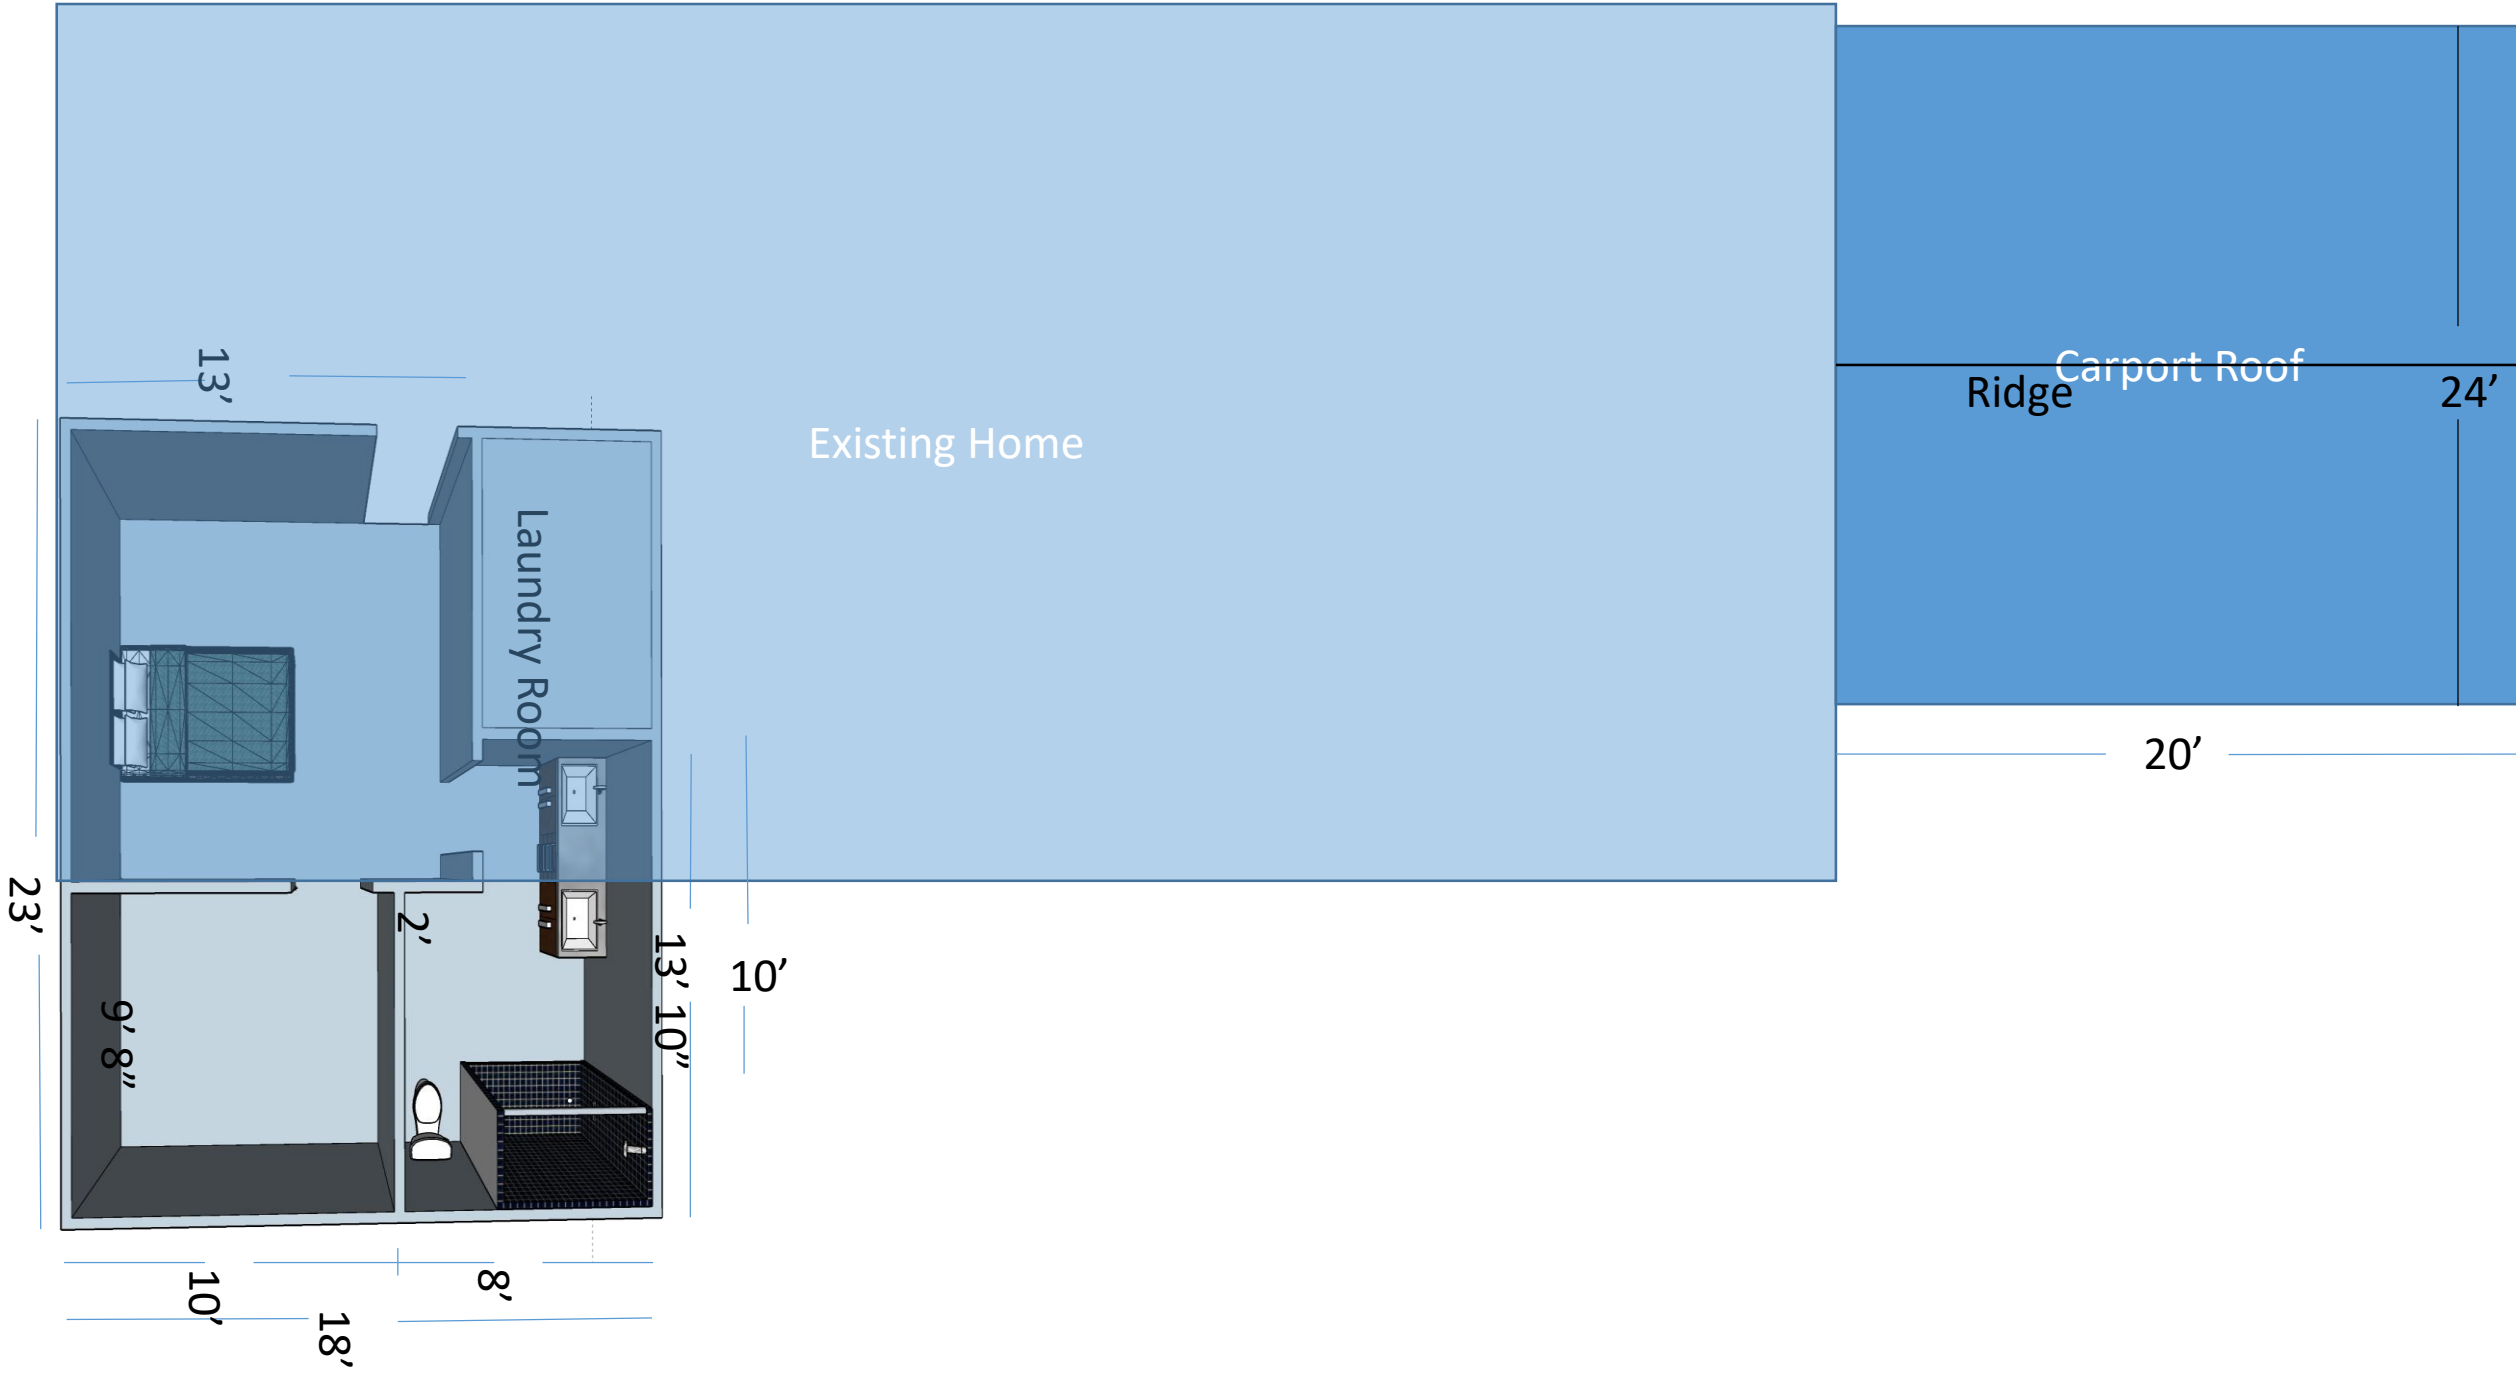 13’
Carport Roof
Ridge
24’
Existing Home
Laundry Room
20’
23’
2’
13’ 10”
10’
9’ 8”
10’
8’
18’